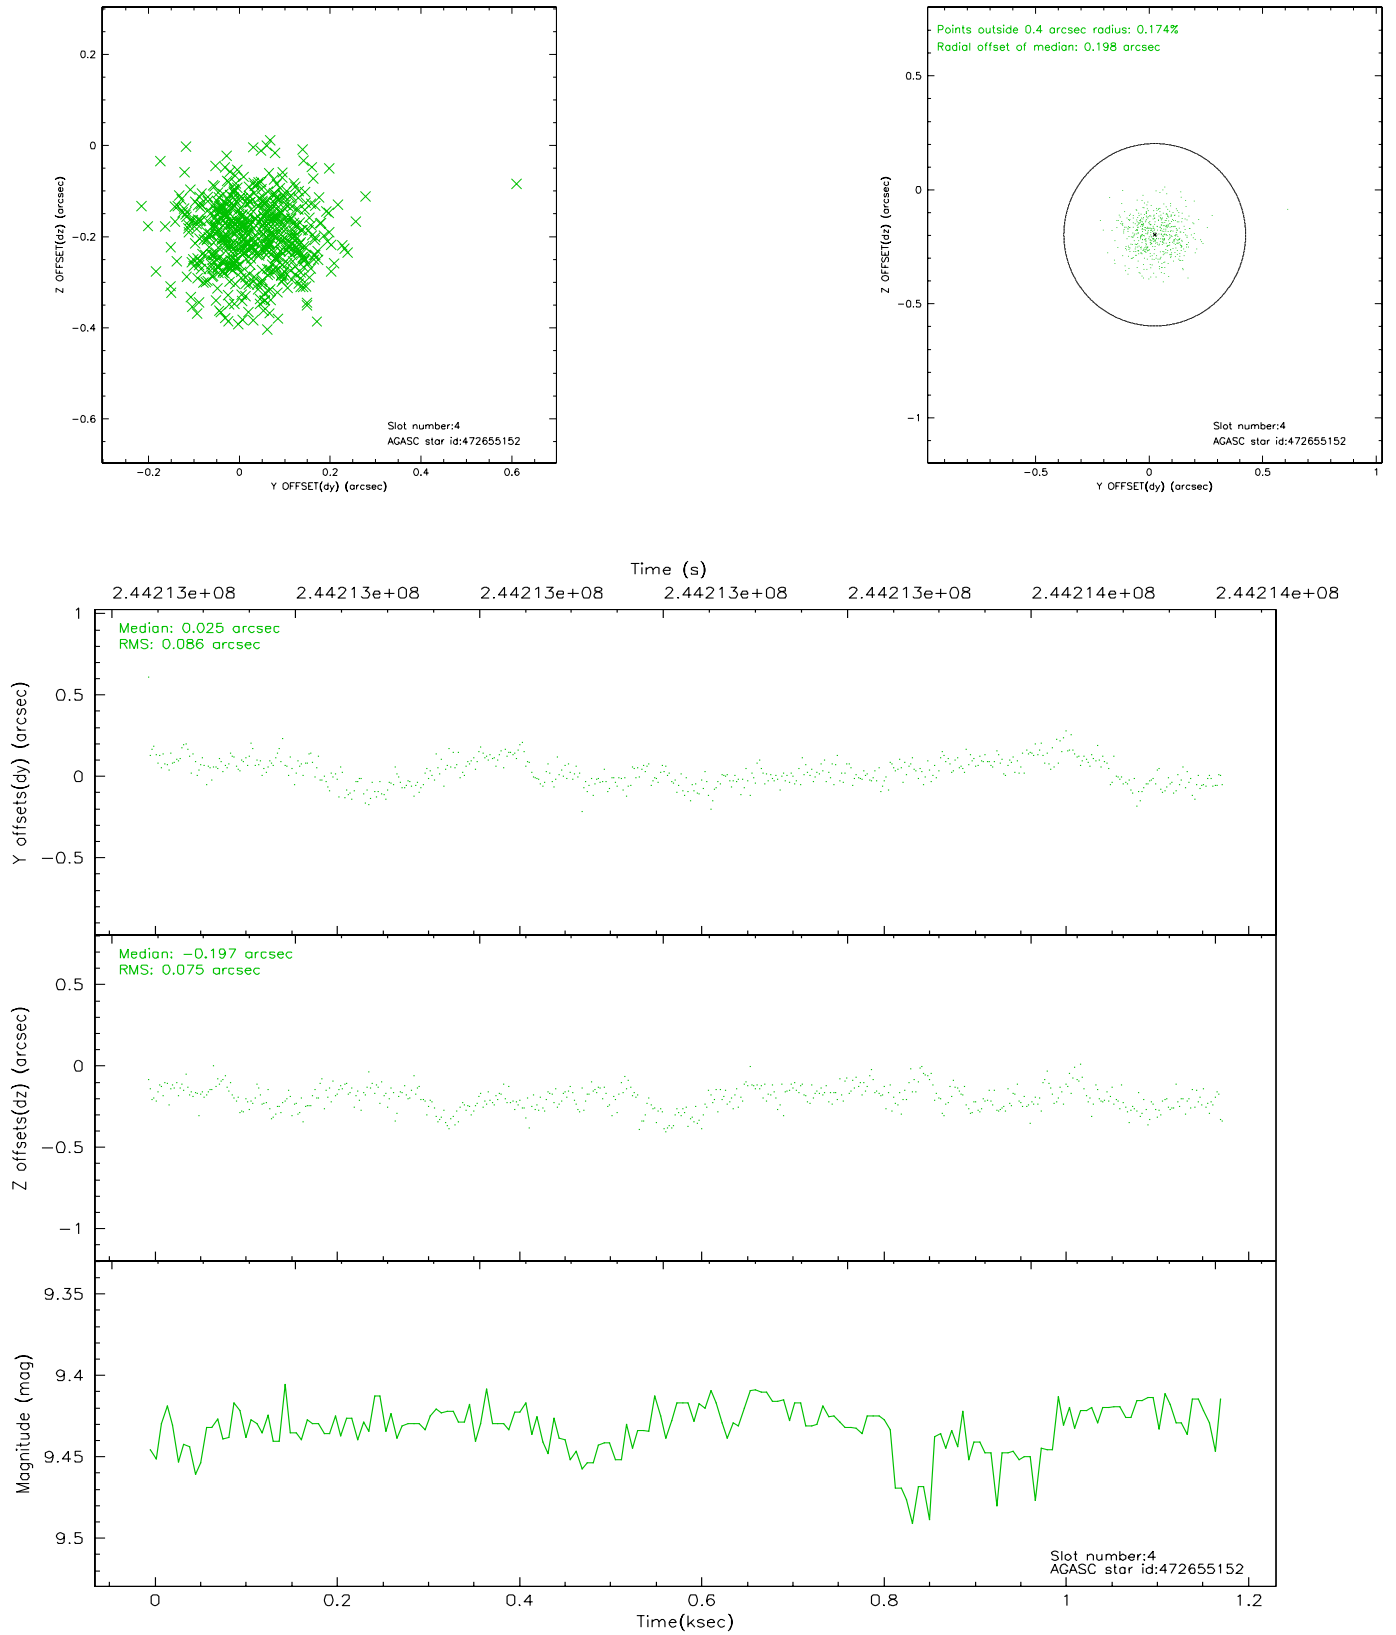 0.2
0
-0.2
-0.4
-0.6
Z OFFSET(dz) (arcsec)
Slot number:4
AGASC star id:472655152
-0.2 0 0.2 0.4 0.6
Y OFFSET(dy) (arcsec)
Points outside 0.4 arcsec radius: 0.174%
Radial offset of median: 0.198 arcsec
0.5
0
-0.5
-1
Z OFFSET(dz) (arcsec)
Slot number:4
AGASC star id:472655152
-0.5 0 0.5 1
Y OFFSET(dy) (arcsec)
Time (s)
2.44213e+08 2.44213e+08 2.44213e+08 2.44213e+08 2.44213e+08 2.44214e+08 2.44214e+08
Median: 0.025 arcsec
RMS: 0.086 arcsec
1
0.5
0
-0.5
Y offsets(dy) (arcsec)
Median: -0.197 arcsec
RMS: 0.075 arcsec
0.5
0
-0.5
-1
Z offsets(dz) (arcsec)
9.35
9.4
9.45
9.5
Magnitude (mag)
Slot number:4
AGASC star id:472655152
0 0.2 0.4 0.6 0.8 1 1.2
Time(ksec)